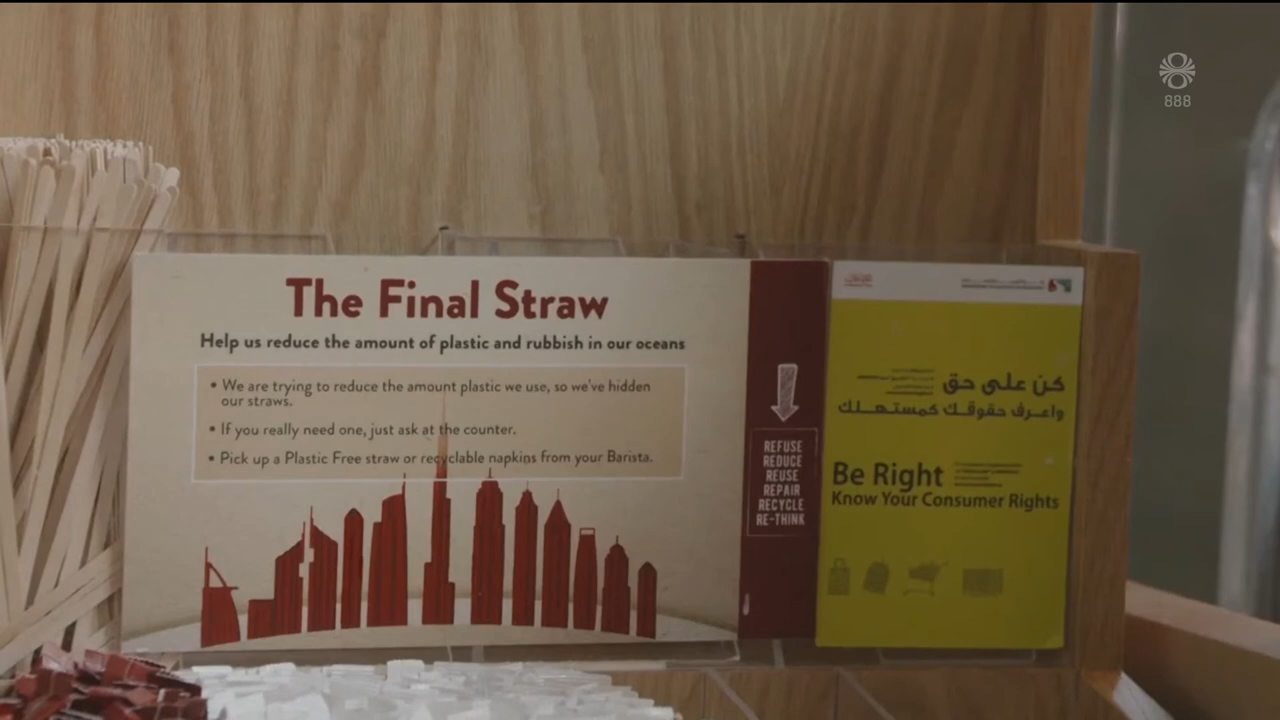 888
The Final Straw
Help us reduce the amount of plastic and rubbish in our oceans
• We are trying to reduce the amount plastic we use, so we've hidden
our straws.
• If you really need one, just ask at the counter.
• Pick up a Plastic Free straw or recyclable napkins from your Barista.
REFUSE
REDUCE
REUSE
REPAIR
RECYCLE
RE-THINK
كن على حق
واعرف حقوقك كمستهلك
Be Right
Know Your Consumer Rights